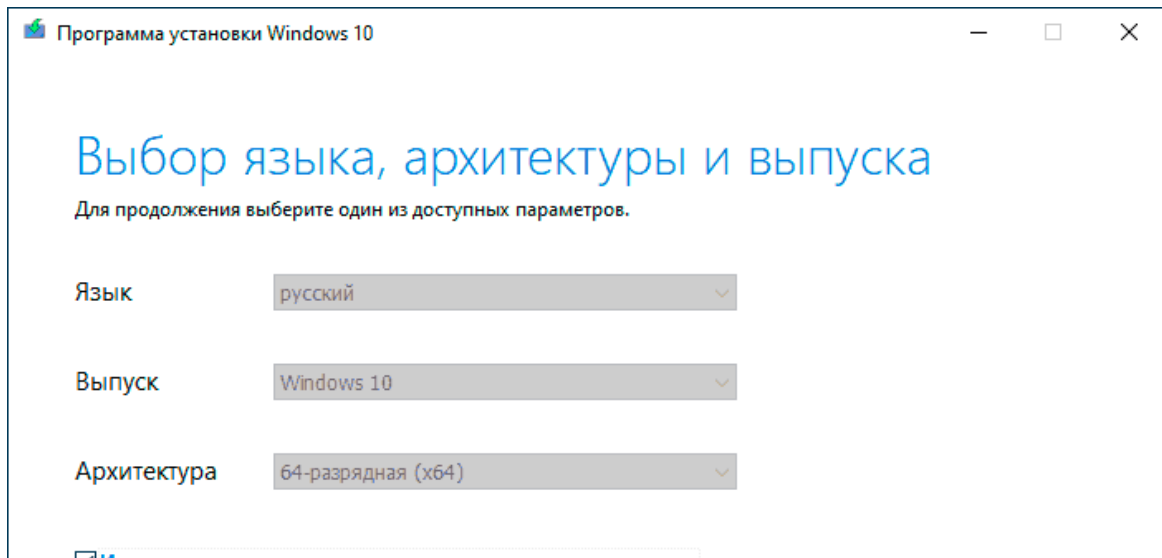 Программа установки Windows 10
Выбор языка, архитектуры и выпуска
Для продолжения выберите один из доступных параметров.
Язык
русский
Выпуск
Windows 10
Архитектура
64-разрядная (x64)